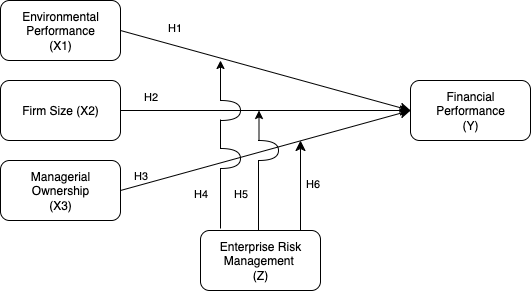 Environmental
Performance
(X1)
H1
Firm Size (X2)
H2
Financial
Performance
(Y)
Managerial
Ownership
(X3)
H3
H4
H5
H6
Enterprise Risk
Management
(Z)